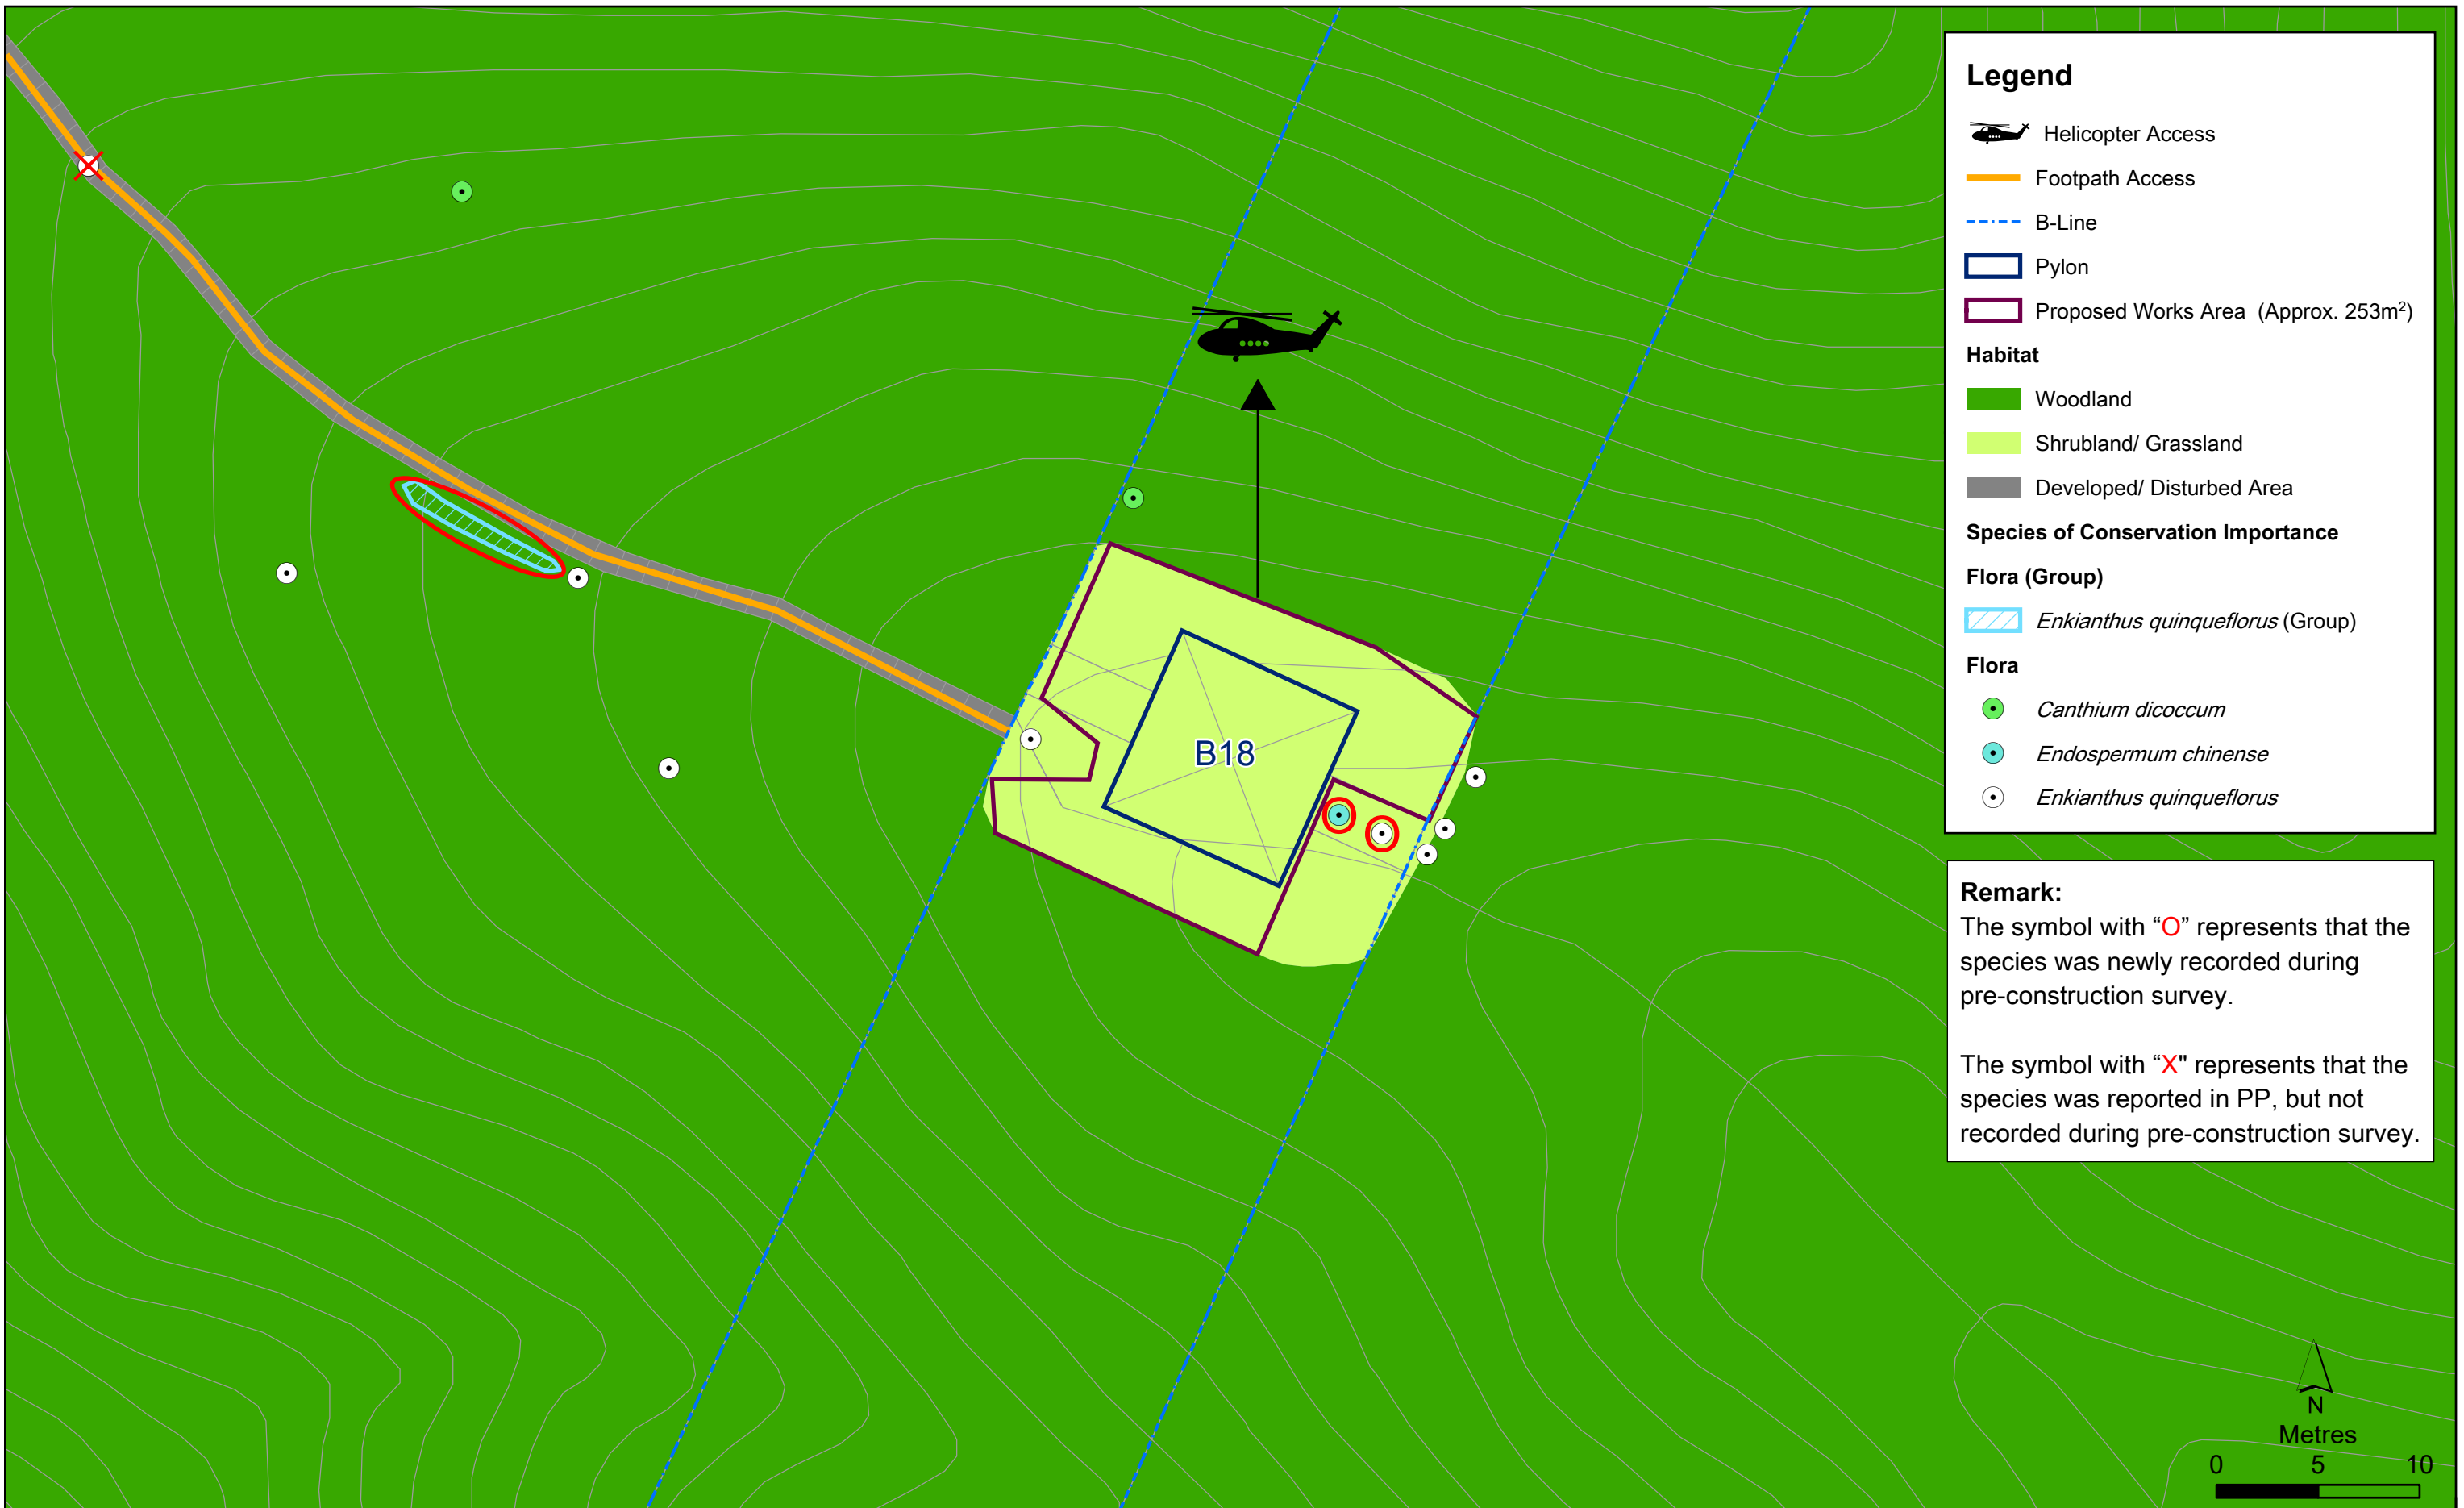 B18
Legend
Helicopter Access
Footpath Access
B-Line
Pylon
Proposed Works Area (Approx. 253m²)
Habitat
Woodland
Shrubland/ Grassland
Developed/ Disturbed Area
Species of Conservation Importance
Flora (Group)
Enkianthus quinqueflorus (Group)
Flora
Canthium dicoccum
Endospermum chinense
Enkianthus quinqueflorus
Remark:
The symbol with “O” represents that the
species was newly recorded during
pre-construction survey.
The symbol with “X" represents that the
species was reported in PP, but not
recorded during pre-construction survey.
N
Metres
0 5 10